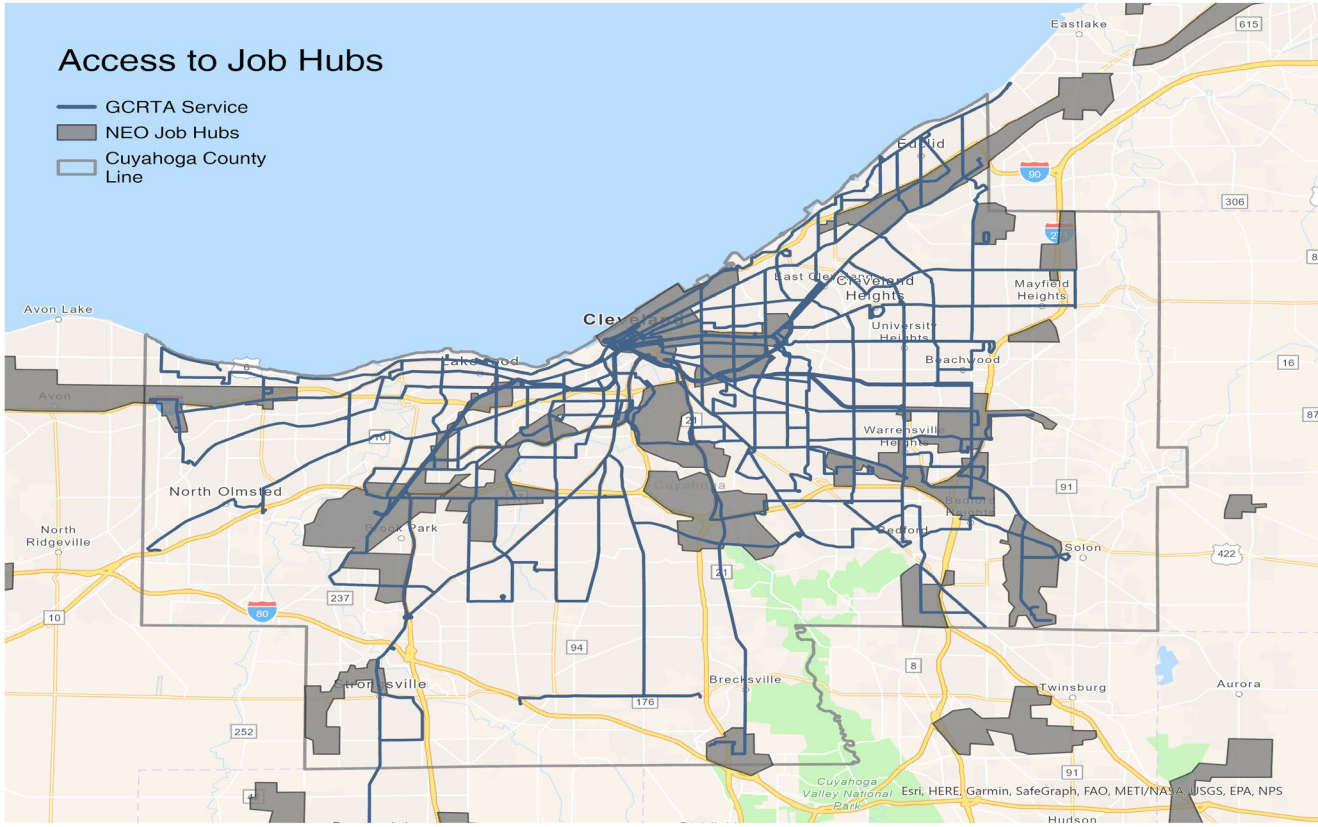 Eastlake
615
Access to Job Hubs
GCRTA Service
NEO Job Hubs
Cuyahoga County
Line
Euclid
90
306
East Cleveland
Cleveland
Heights
Mayfield
Heights
Avon Lake
Cleveland
University
Heights
Lakewood
Beachwood
16
6
Avon
87
21
10
Warrensville
Heights
North Olmsted
Cuyahoga
91
Bedford
Heights
North
Ridgeville
Brook Park
Bedford
Solon
422
21
237
80
10
94
8
Strongsville
Brecksville
Twinsburg
Aurora
176
252
91
Cuyahoga
Valley National
Park
Esri, HERE, Garmin, SafeGraph, FAO, METI/NASA, USGS, EPA, NPS
Hudson